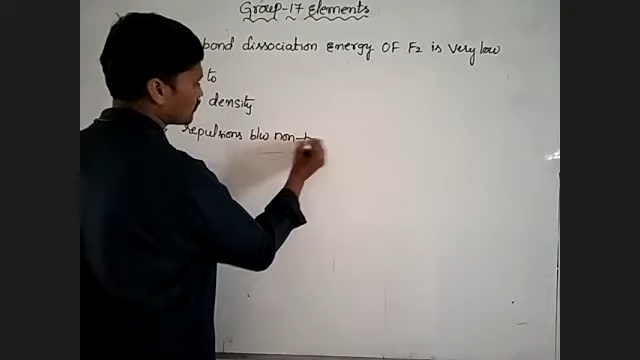 Group-17 Elements
bond dissociation energy OF F2 is very low
to
density
repulsions b/w non-